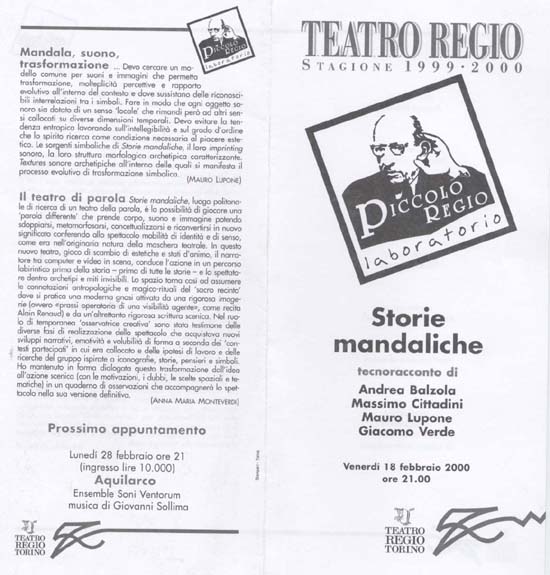 Mandala, suono,
trasformazione ... Devo cercare un mo-
dello comune per suoni e immagini che permetta
trasformazione, molteplicità percettive e rapporto
evolutivo all'interno del contesto e dove sussistano delle riconosci-
bili interrelazioni tra i simboli. Fare in modo che ogni oggetto so-
noro sia dotato di un senso 'locale' che rimandi però ad altri sen-
si collocati su diverse dimensioni temporali. Devo evitare la ten-
denza entropica lavorando sull'intellegibilità e sul grado d'ordine
che lo spirito ricerca come condizione necessaria al piacere este-
tico. Le sorgenti simboliche di Storie mandaliche, il loro imprinting
sonoro, la loro struttura morfologica archetipica caratterizzante.
Textures sonore archetipiche all'interno delle quali si manifesta il
processo evolutivo di trasformazione simbolica.
(MAURO LUPONE)
Il teatro di parola Storie mandaliche, luogo politona-
le di ricerca di un teatro della parola, è la possibilità di giocare una
'parola differente' che prende corpo, suono e immagine potendo
sdoppiarsi, metamorfosarsi, concettualizzarsi e riconvertirsi in nuovo
significato conferendo allo spettacolo mobilità di identità e di senso,
come era nell'originaria natura della maschera teatrale. In questo
nuovo teatro, gioco di scambio di estetiche e stati d'animo, il narra-
tore tra computer e video in scena, conduce l'azione in un percorso
labirintico prima della storia – primo di tutte le storie – e lo spettato-
re dentro archetipi e miti invisibili. Lo spazio torna così ad assumere
le connotazioni antropologiche e magico-rituali del 'sacro recinto'
dove si pratica una moderna gnosi attivata da una rigorosa imagе-
rie (ovvero «prassi operatoria di una visibilità agente», come recita
Alain Renaud) e da un'altrettanto rigorosa scrittura scenica. Nel ruo-
lo di temporanea 'osservatrice creativa' sono stata testimone delle
diverse fasi di realizzazione dello spettacolo che acquistava nuovi
sviluppi narrativi, emotività e volubilità di forma a seconda dei 'con-
testi partecipati' in cui era collocato e delle ipotesi di lavoro e delle
ricerche del gruppo ispirate a iconografie, storie, pensieri e simboli.
Ho mantenuto in forma dialogata questa trasformazione dall'idea
all'azione scenica (con le motivazioni, i dubbi, le scelte spaziali e te-
matiche) in un quaderno di osservazioni che accompagnerà lo spet-
tacolo nella sua versione definitiva.
(ANNA MARIA MONTEVERDI)
Prossimo appuntamento
Lunedì 28 febbraio ore 21
(ingresso lire 10.000)
Aquilarco
Ensemble Soni Ventorum
musica di Giovanni Sollima
TEATRO
REGIO
TORINO
PICCOLO
REGIO
laboratorio
TEATRO REGIO
STAGIONE 1999·2000
PICCOLO
REGIO
laboratorio
Storie
mandaliche
tecnoracconto di
Andrea Balzola
Massimo Cittadini
Mauro Lupone
Giacomo Verde
Venerdì 18 febbraio 2000
ore 21.00
TEATRO
REGIO
TORINO